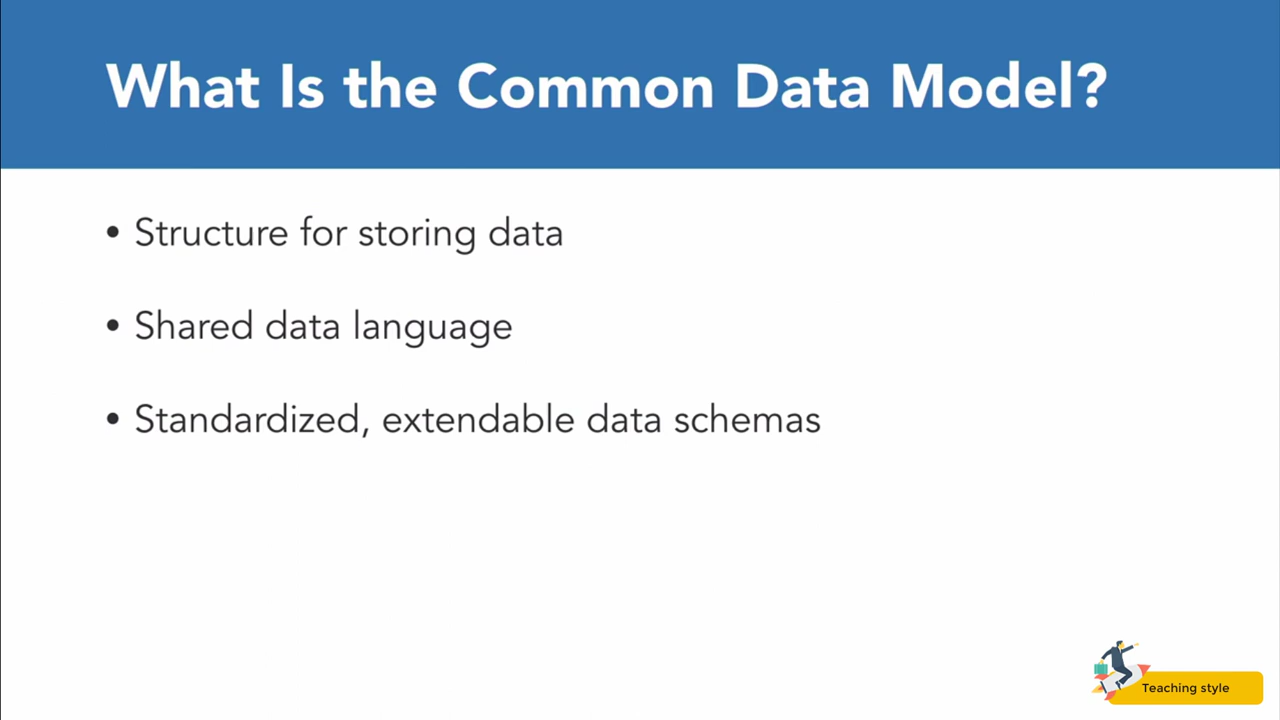 What Is the Common Data Model?
• Structure for storing data
• Shared data language
• Standardized, extendable data schemas
Teaching style